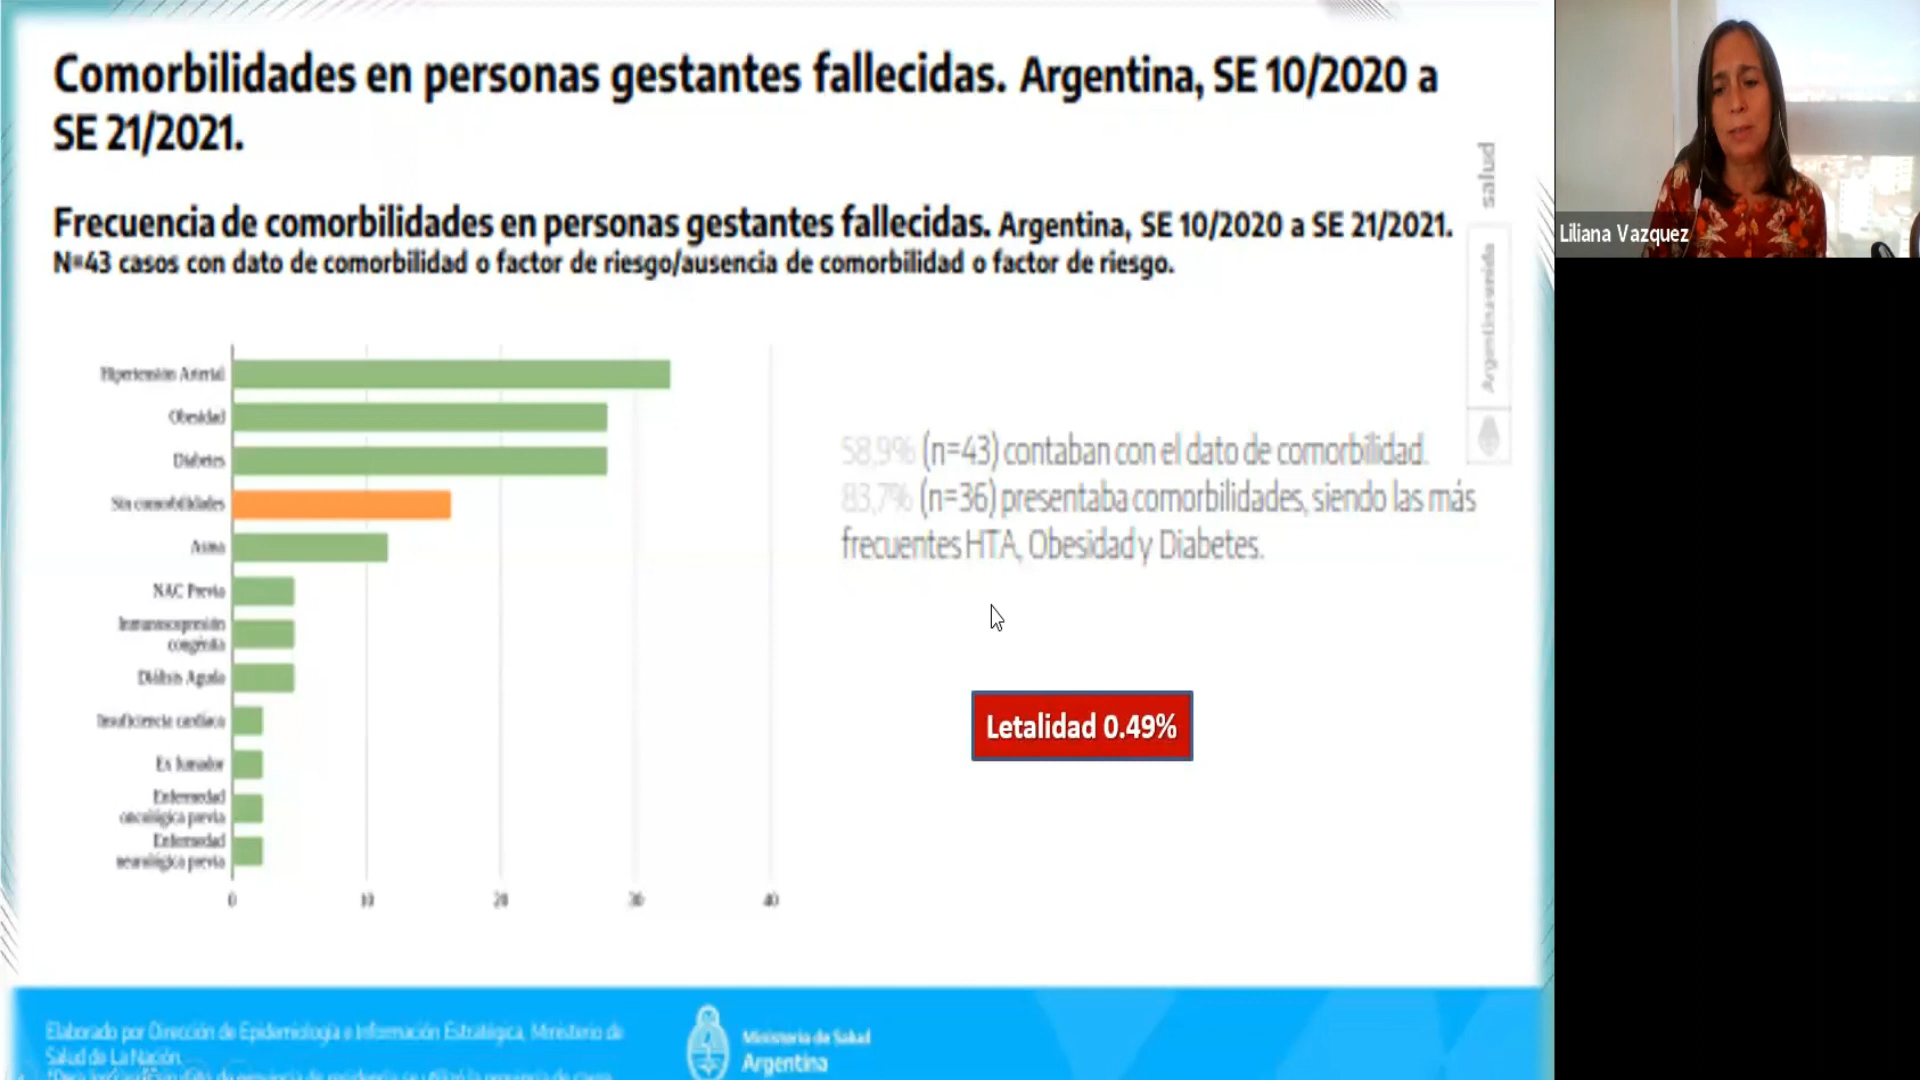 Comorbilidades en personas gestantes fallecidas. Argentina, SE 10/2020 a
SE 21/2021.
Frecuencia de comorbilidades en personas gestantes fallecidas. Argentina, SE 10/2020 a SE 21/2021.
N=43 casos con dato de comorbilidad o factor de riesgo/ausencia de comorbilidad o factor de riesgo.
salud
Argentina unida
Liliana Vazquez
Hipertensión Arterial
Obesidad
Diabetes
Sin comorbilidades
Asma
NAC Previa
Inmunosupresión
congénita
Diálisis Aguda
Insuficiencia cardíaca
Ex fumador
Enfermedad
oncológica previa
Enfermedad
neurológica previa
0
10
20
30
40
58,9% (n=43) contaban con el dato de comorbilidad.
83,7% (n=36) presentaba comorbilidades, siendo las más
frecuentes HTA, Obesidad y Diabetes.
Letalidad 0.49%
Elaborado por Dirección de Epidemiología e Información Estratégica, Ministerio de
Salud de La Nación.
Ministerio de Salud
Argentina